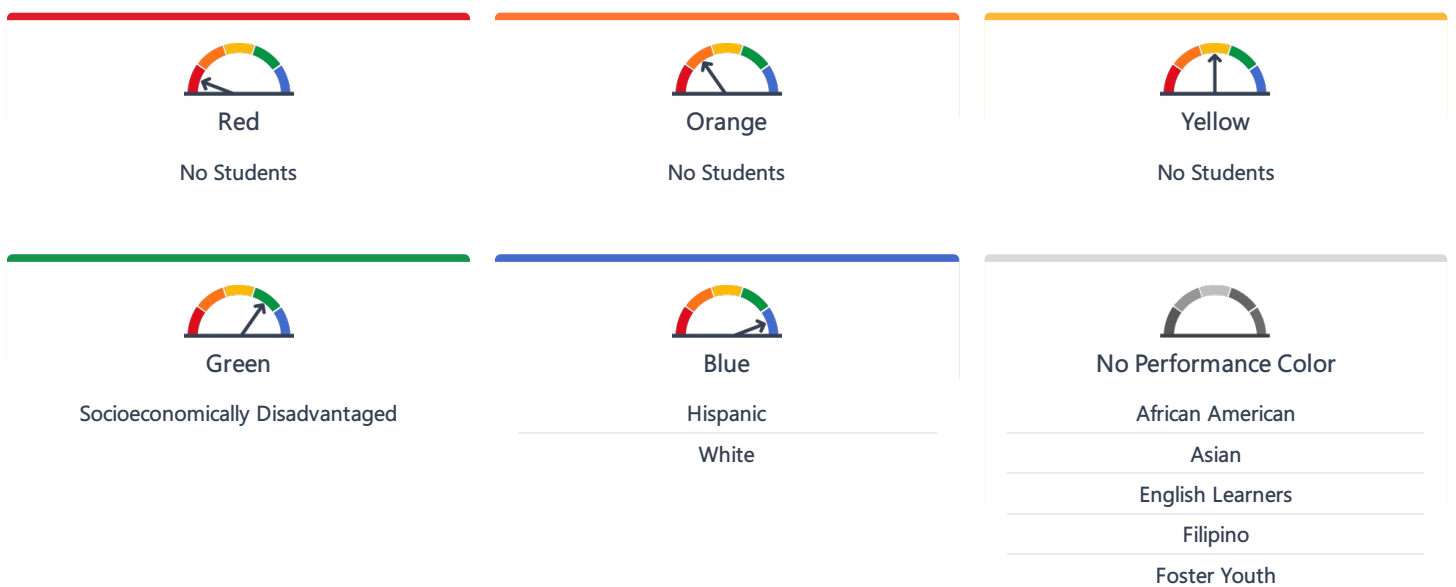 Red
No Students
Orange
No Students
Yellow
No Students
Green
Socioeconomically Disadvantaged
Blue
Hispanic
White
No Performance Color
African American
Asian
English Learners
Filipino
Foster Youth